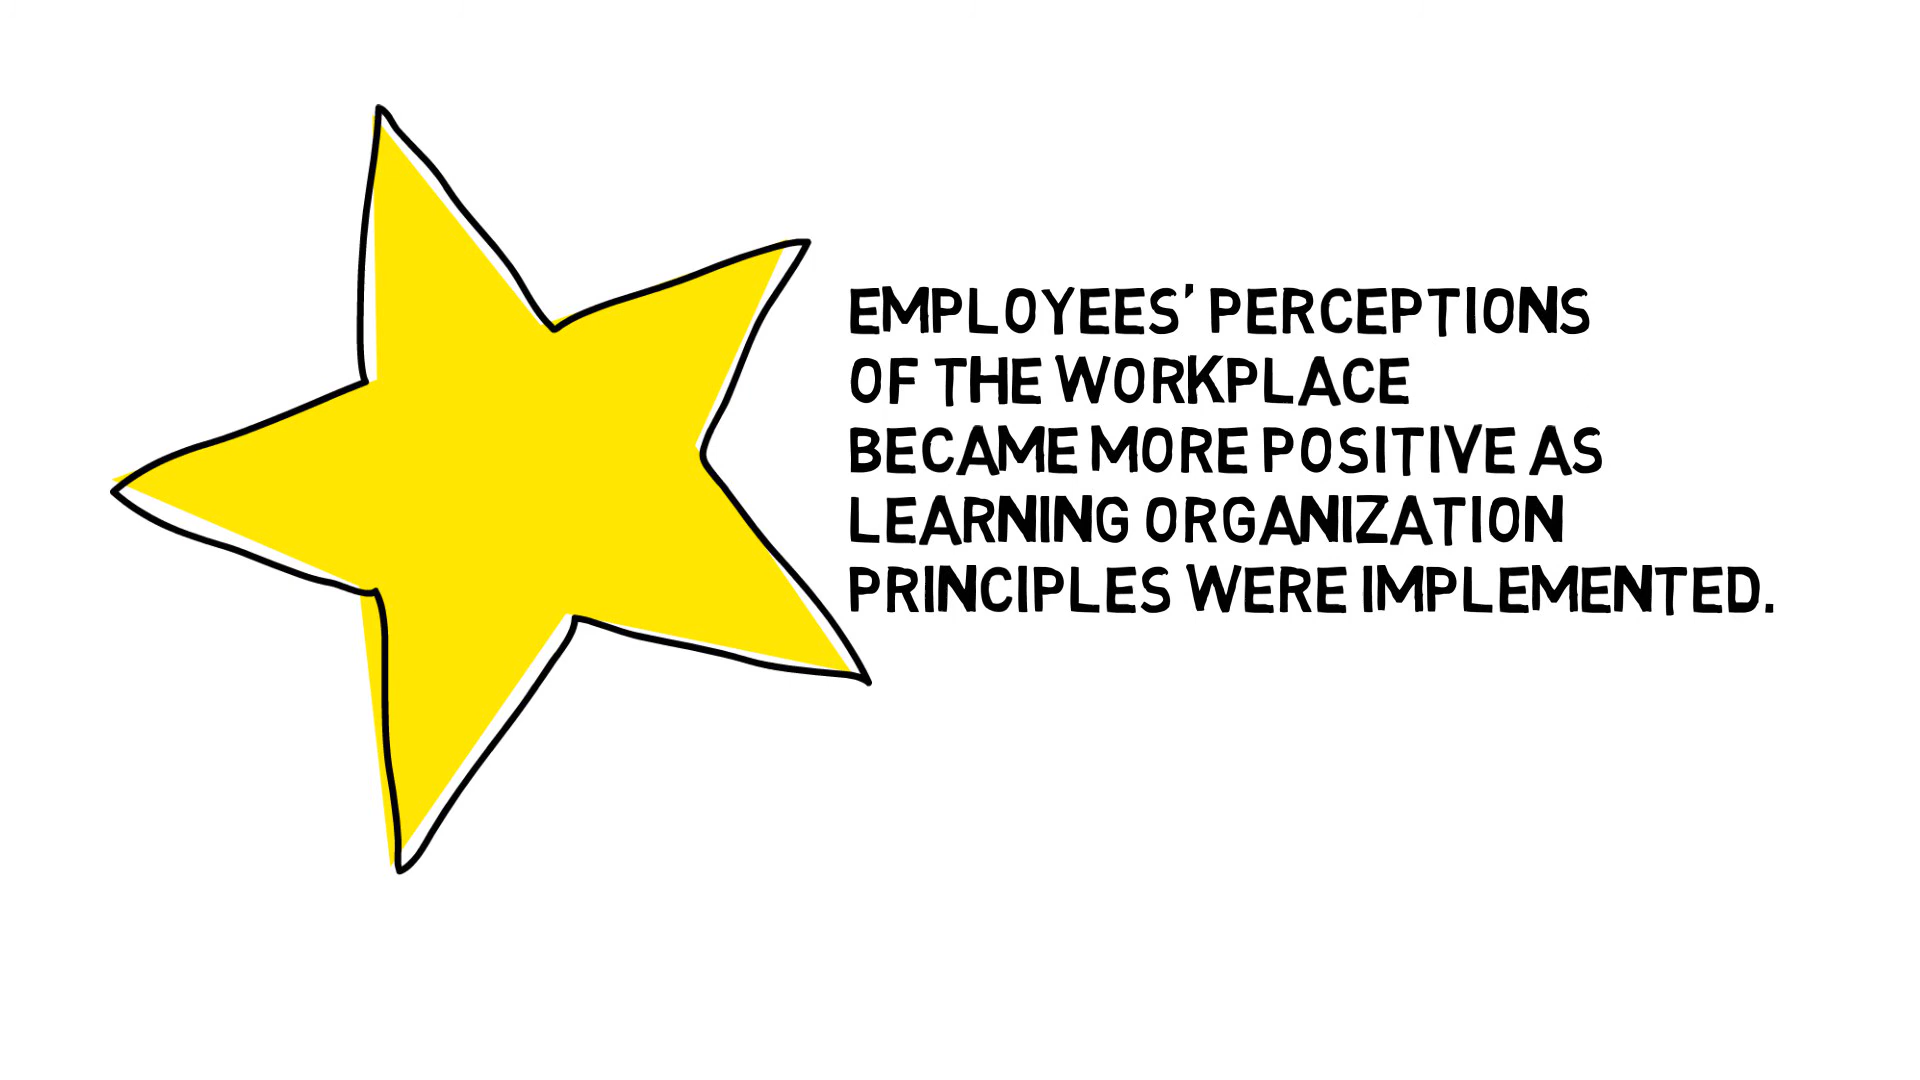 EMPLOYEES' PERCEPTIONS
OF THE WORKPLACE
BECAME MORE POSITIVE AS
LEARNING ORGANIZATION
PRINCIPLES WERE IMPLEMENTED.